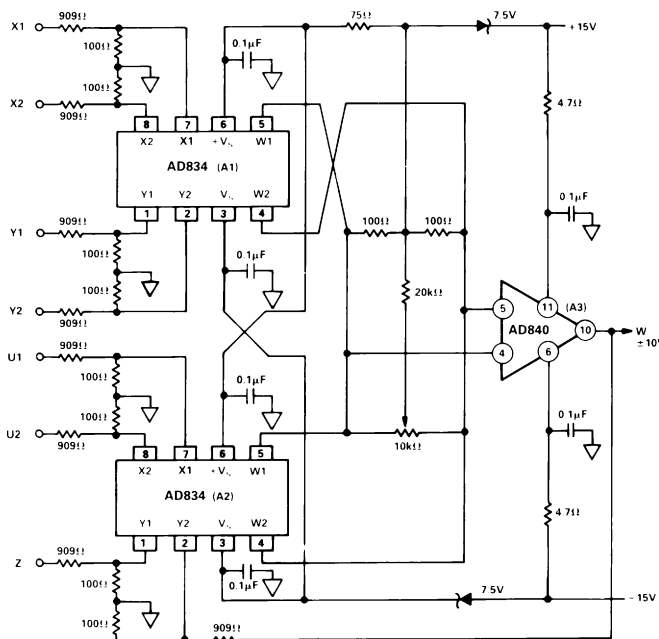 X1 909Ω 100Ω 0.1μF 75Ω 7.5V +15V
100Ω 4.7Ω
X2 909Ω
8 7 6 5
X2 X1 +V W1
AD834 (A1)
Y1 Y2 V W2
1 2 3 4
0.1μF
Y1 909Ω 100Ω 0.1μF 100Ω 100Ω
100Ω 20kΩ 5 11 (A3)
AD840 10 W
±10V
Y2 909Ω 4 6
U1 909Ω 100Ω 0.1μF 0.1μF
100Ω
U2 909Ω 10kΩ
8 7 6 5
X2 X1 +V W1
AD834 (A2)
Y1 Y2 V W2
1 2 3 4
4.7Ω
Z 909Ω 100Ω 0.1μF 7.5V -15V
100Ω 909Ω